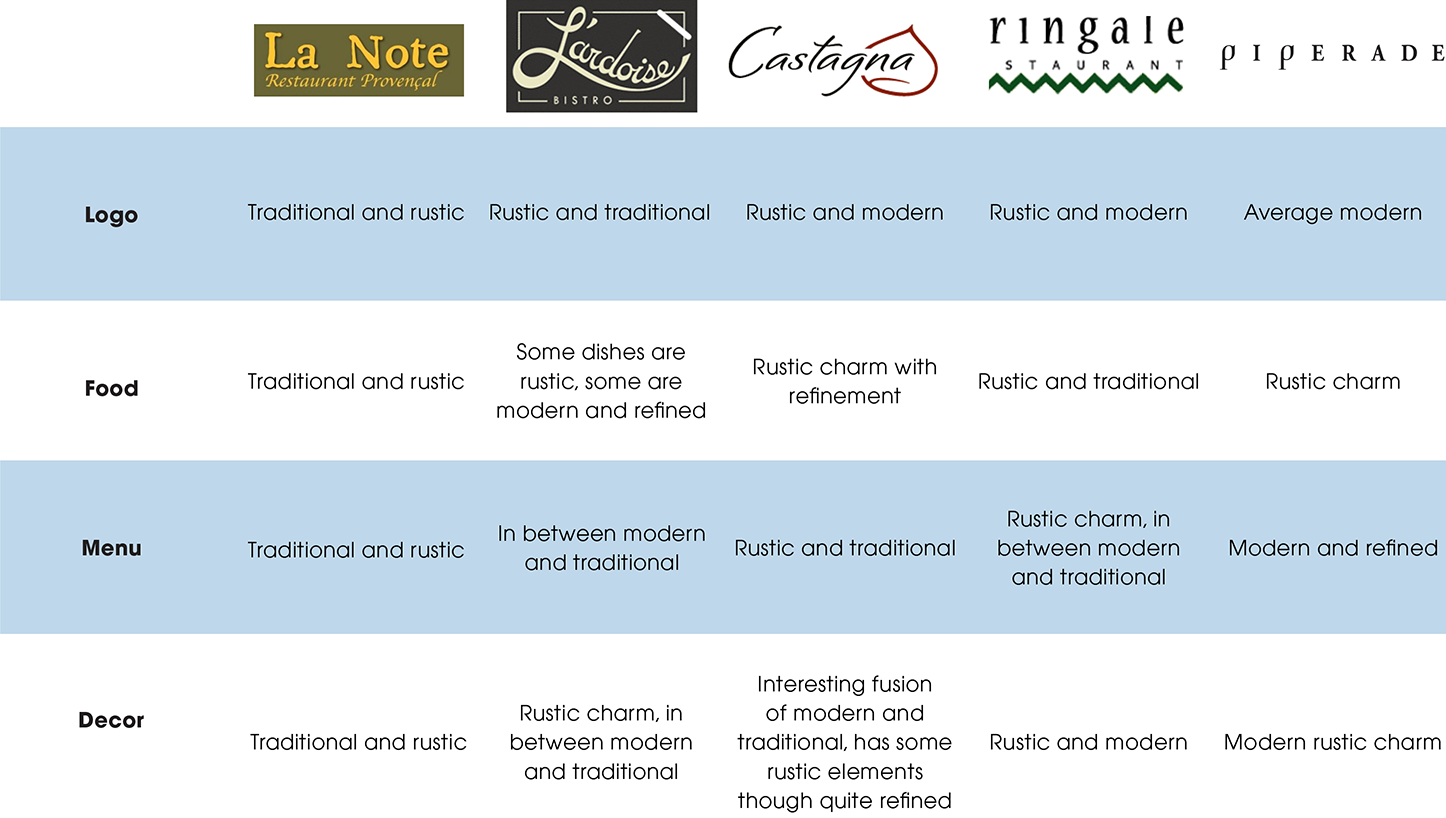 La Note
Restaurant Provençal
L'ardoise
BISTRO
Castagna
ringale
STAURANT
PIPERADE
Logo
Traditional and rustic
Rustic and traditional
Rustic and modern
Rustic and modern
Average modern
Food
Traditional and rustic
Some dishes are
rustic, some are
modern and refined
Rustic charm with
refinement
Rustic and traditional
Rustic charm
Menu
Traditional and rustic
In between modern
and traditional
Rustic and traditional
Rustic charm, in
between modern
and traditional
Modern and refined
Decor
Traditional and rustic
Rustic charm, in
between modern
and traditional
Interesting fusion
of modern and
traditional, has some
rustic elements
though quite refined
Rustic and modern
Modern rustic charm